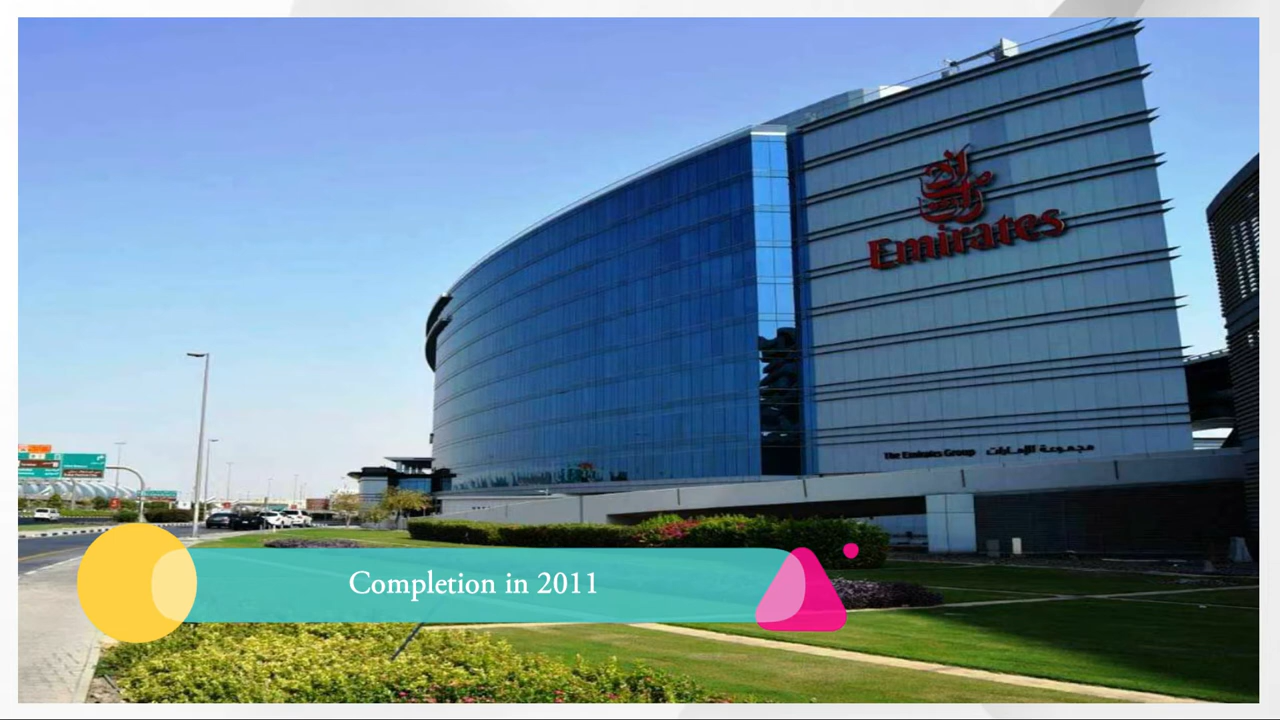 Emirates
The Emirates Group مجموعة الإمارات
Completion in 2011